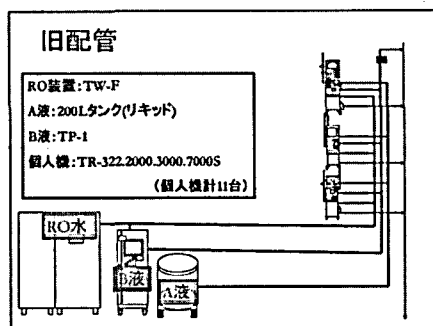 旧配管
RO装置:TW-F
A液:200Lタンク(リキッド)
B液:TP-1
個人機:TR-322.2000.3000.7000S
(個人機計11台)
RO水
B液
A液